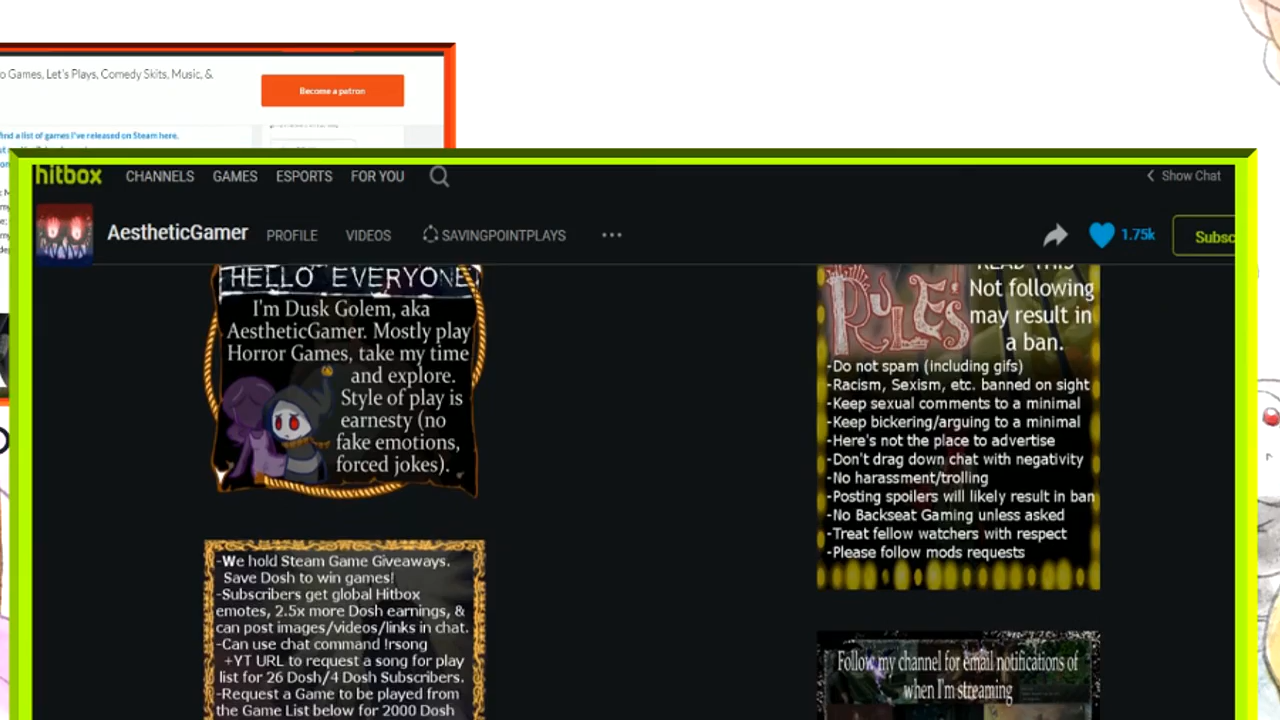 o Games, Let's Plays, Comedy Skits, Music, &
Become a patron
find a list of games I've released on Steam here.
hitbox CHANNELS GAMES ESPORTS FOR YOU Show Chat
AestheticGamer PROFILE VIDEOS SAVINGPOINTPLAYS ... 1.75k Subsc
HELLO EVERYONE
I'm Dusk Golem, aka
AestheticGamer. Mostly play
Horror Games, take my time
and explore.
Style of play is
earnesty (no
fake emotions,
forced jokes).
-We hold Steam Game Giveaways.
Save Dosh to win games!
-Subscribers get global Hitbox
emotes, 2.5x more Dosh earnings, &
can post images/videos/links in chat.
-Can use chat command !rsong
+YT URL to request a song for play
list for 26 Dosh/4 Dosh Subscribers.
-Request a Game to be played from
the Game List below for 2000 Dosh
RULES
READ THIS
Not following
may result in
a ban.
-Do not spam (including gifs)
-Racism, Sexism, etc. banned on sight
-Keep sexual comments to a minimal
-Keep bickering/arguing to a minimal
-Here's not the place to advertise
-Don't drag down chat with negativity
-No harassment/trolling
-Posting spoilers will likely result in ban
-No Backseat Gaming unless asked
-Treat fellow watchers with respect
-Please follow mods requests
Follow my channel for email notifications of
when I'm streaming